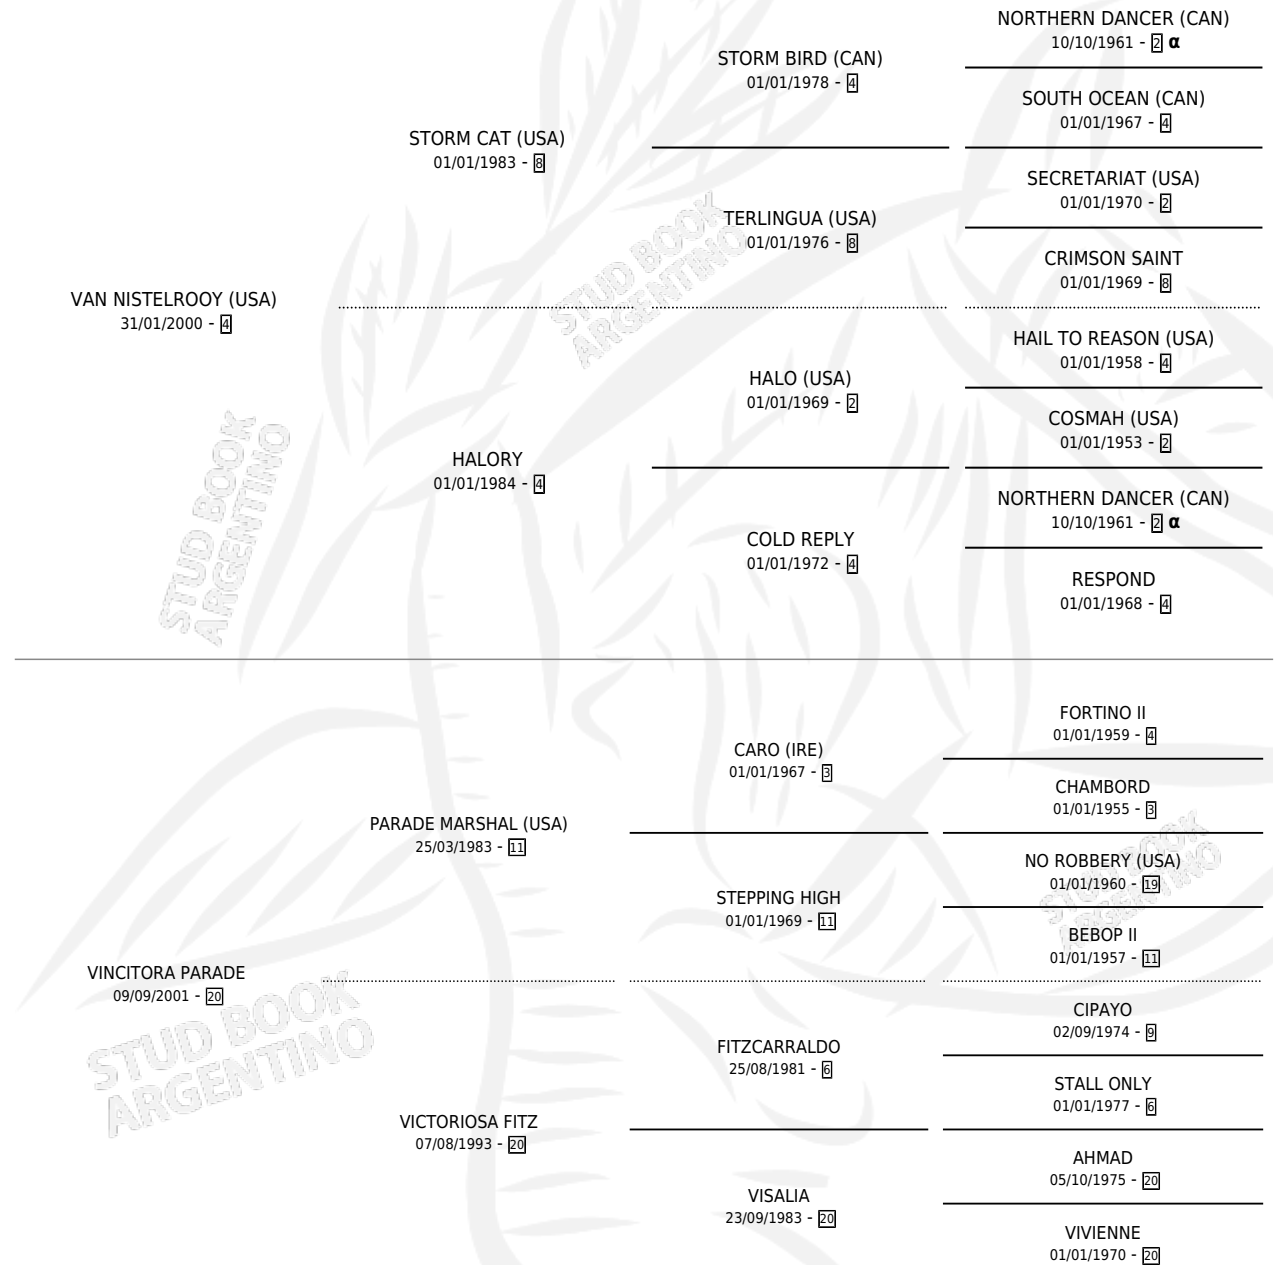 NORTHERN DANCER (CAN)
10/10/1961 - 2 α
STORM BIRD (CAN)
01/01/1978 - 4
SOUTH OCEAN (CAN)
01/01/1967 - 4
STORM CAT (USA)
01/01/1983 - 8
SECRETARIAT (USA)
01/01/1970 - 2
TERLINGUA (USA)
01/01/1976 - 8
CRIMSON SAINT
01/01/1969 - 8
VAN NISTELROOY (USA)
31/01/2000 - 4
HAIL TO REASON (USA)
01/01/1958 - 4
HALO (USA)
01/01/1969 - 2
COSMAH (USA)
01/01/1953 - 2
HALORY
01/01/1984 - 4
NORTHERN DANCER (CAN)
10/10/1961 - 2 α
COLD REPLY
01/01/1972 - 4
RESPOND
01/01/1968 - 4
FORTINO II
01/01/1959 - 4
CARO (IRE)
01/01/1967 - 3
CHAMBORD
01/01/1955 - 3
PARADE MARSHAL (USA)
25/03/1983 - 11
NO ROBBERY (USA)
01/01/1960 - 19
STEPPING HIGH
01/01/1969 - 11
BEBOP II
01/01/1957 - 11
VINCITORA PARADE
09/09/2001 - 20
CIPAYO
02/09/1974 - 9
FITZCARRALDO
25/08/1981 - 6
STALL ONLY
01/01/1977 - 6
VICTORIOSA FITZ
07/08/1993 - 20
AHMAD
05/10/1975 - 20
VISALIA
23/09/1983 - 20
VIVIENNE
01/01/1970 - 20
STUD BOOK
ARGENTINO
STUD BOOK
ARGENTINO
STUD BOOK
ARGENTINO
STUD BOOK
ARGENTINO